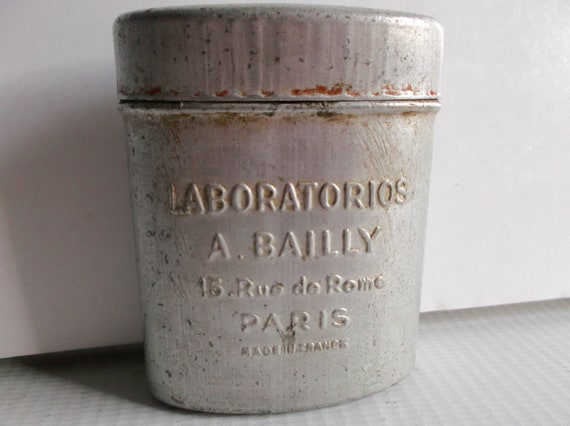 LABORATORIOS
A. BAILLY
15. Rue de Rome
PARIS
MADE IN FRANCE